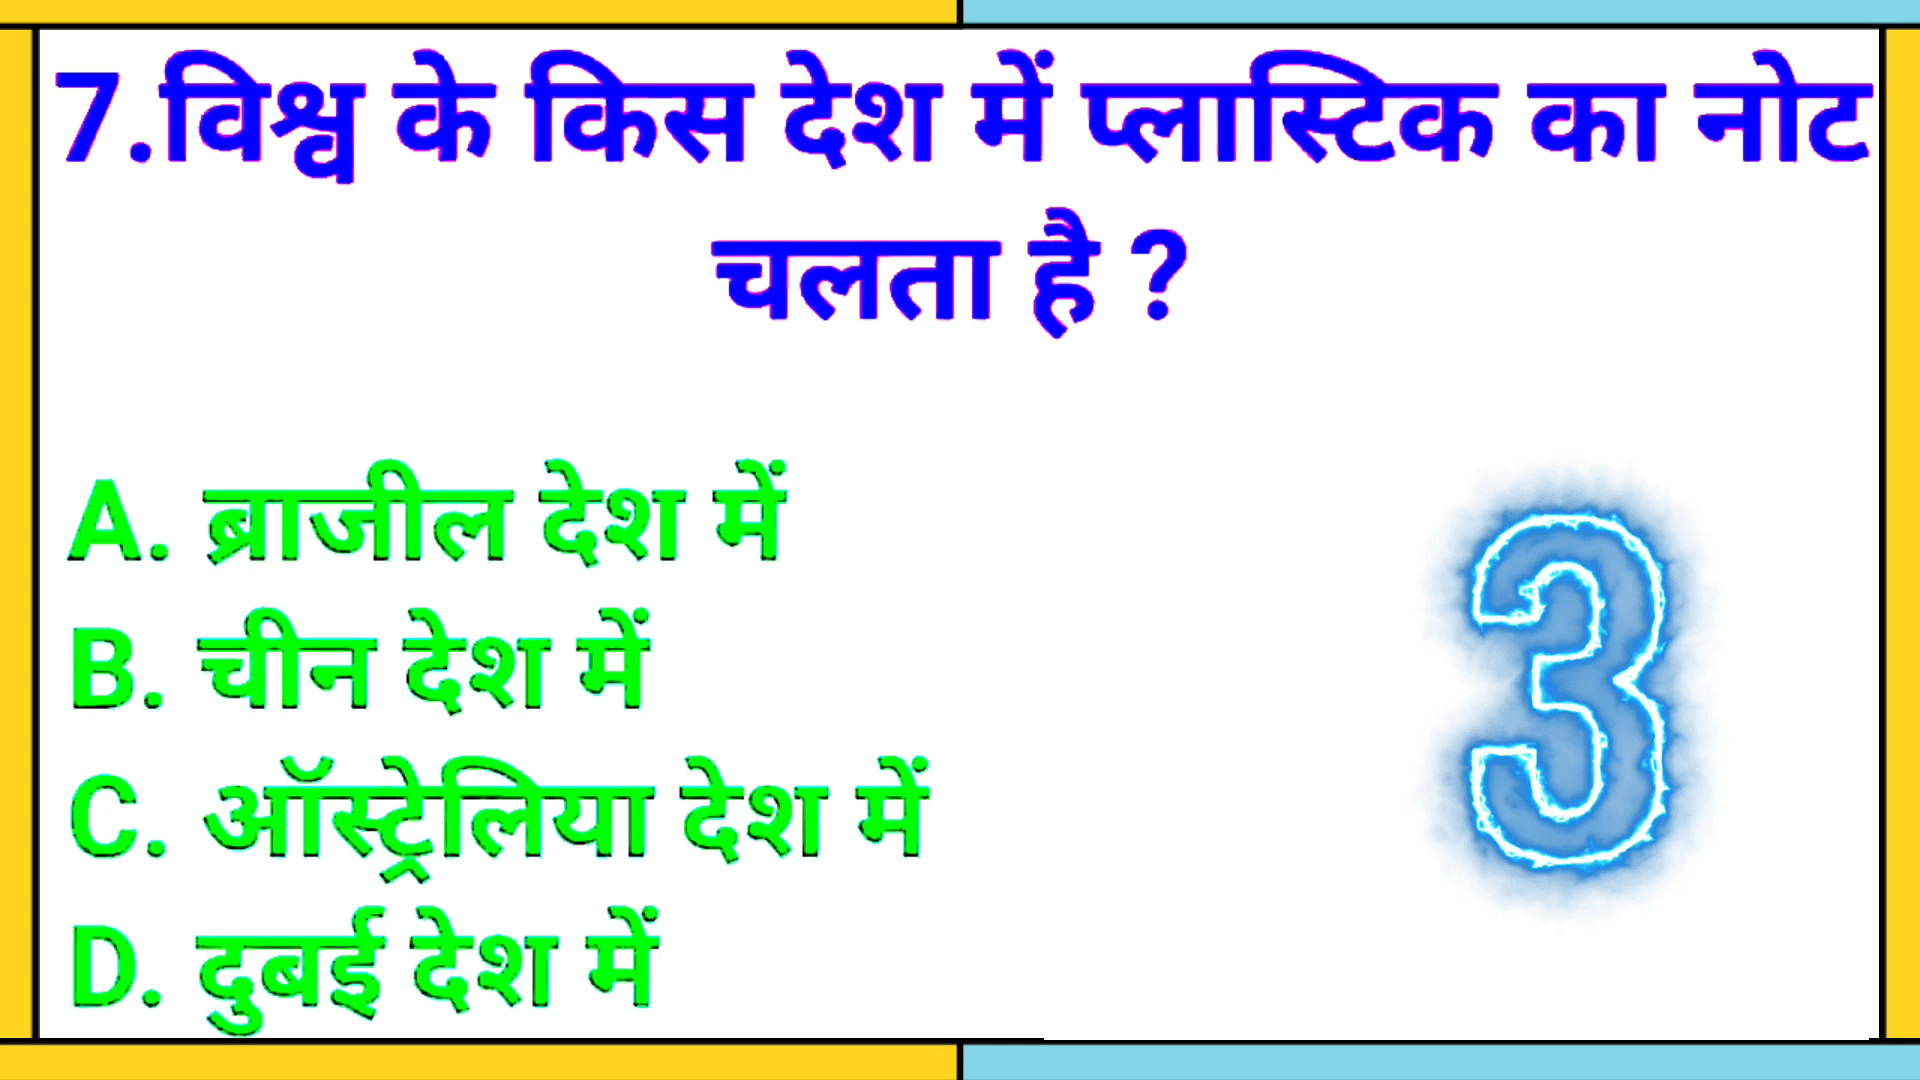 7.विश्व के किस देश में प्लास्टिक का नोट
चलता है ?
A. ब्राजील देश में
B. चीन देश में
C. ऑस्ट्रेलिया देश में
D. दुबई देश में
3